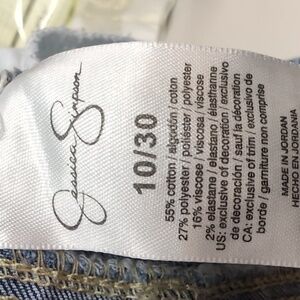 Jessica Simpson
10/30
55% cotton / algodón / coton
27% polyester / poliéster / polyester
16% viscose / viscosa / viscose
2% elastane / elastano / élasthanne
US: exclusive of decoration / exclusivo
de decoración / sauf la décoration
CA: exclusive of trim / exclusivo de
borde / garniture non comprise
MADE IN JORDAN
HECHO EN JORDANIA